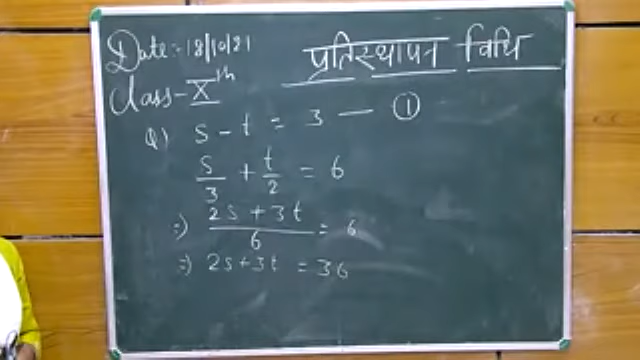 Date:- 18/10/21
प्रतिस्थापन विधि
Class- Xth
Q) s - t = 3 — ①
s/3 + t/2 = 6
⇒) 2s + 3t / 6 = 6
⇒) 2s + 3t = 36